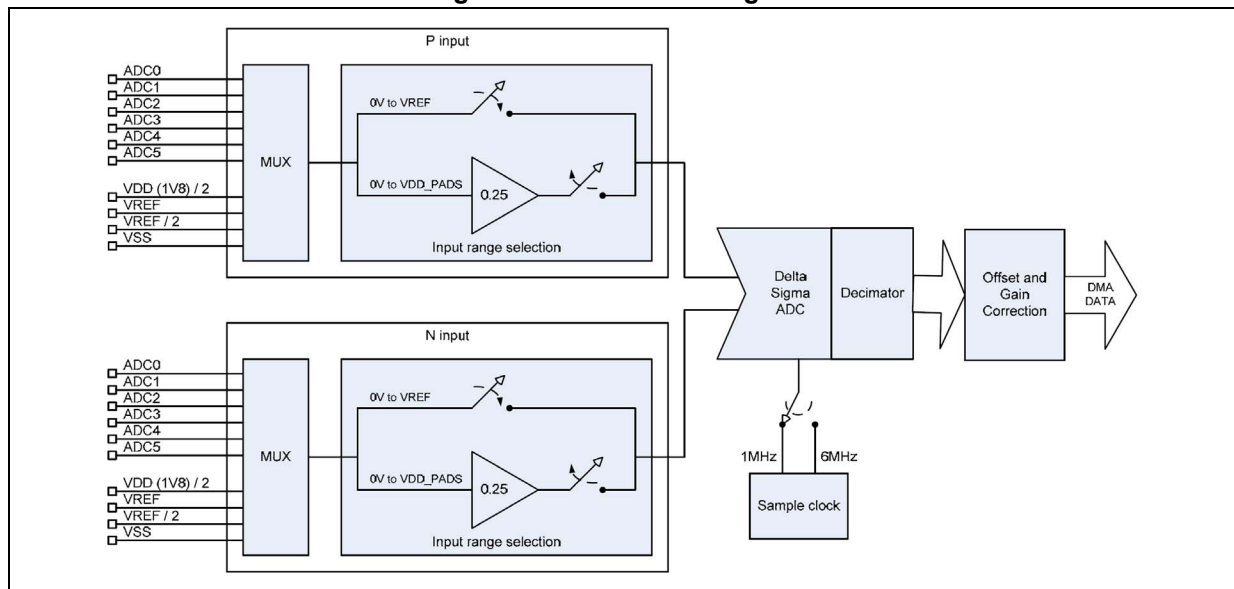 P input
ADC0
ADC1
ADC2
ADC3
ADC4
ADC5
VDD (1V8) / 2
VREF
VREF / 2
VSS
MUX
0V to VREF
0V to VDD_PADS
0.25
Input range selection
N input
ADC0
ADC1
ADC2
ADC3
ADC4
ADC5
VDD (1V8) / 2
VREF
VREF / 2
VSS
MUX
0V to VREF
0V to VDD_PADS
0.25
Input range selection
Delta
Sigma
ADC
Decimator
Offset and
Gain
Correction
DMA
DATA
1MHz
6MHz
Sample clock